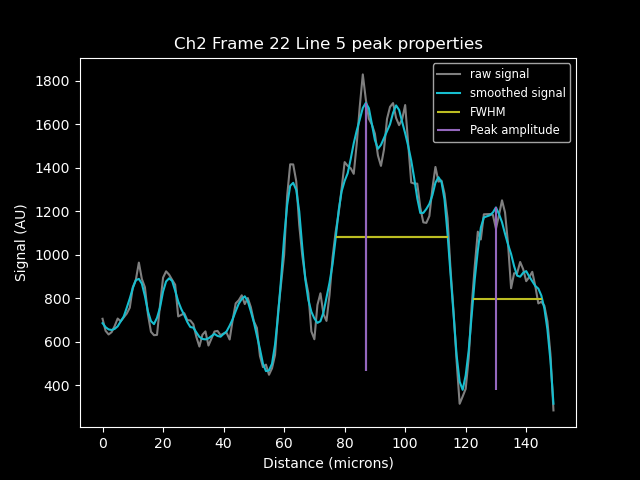 Ch2 Frame 22 Line 5 peak properties
raw signal
smoothed signal
FWHM
Peak amplitude
Signal (AU)
1800
1600
1400
1200
1000
800
600
400
0 20 40 60 80 100 120 140
Distance (microns)